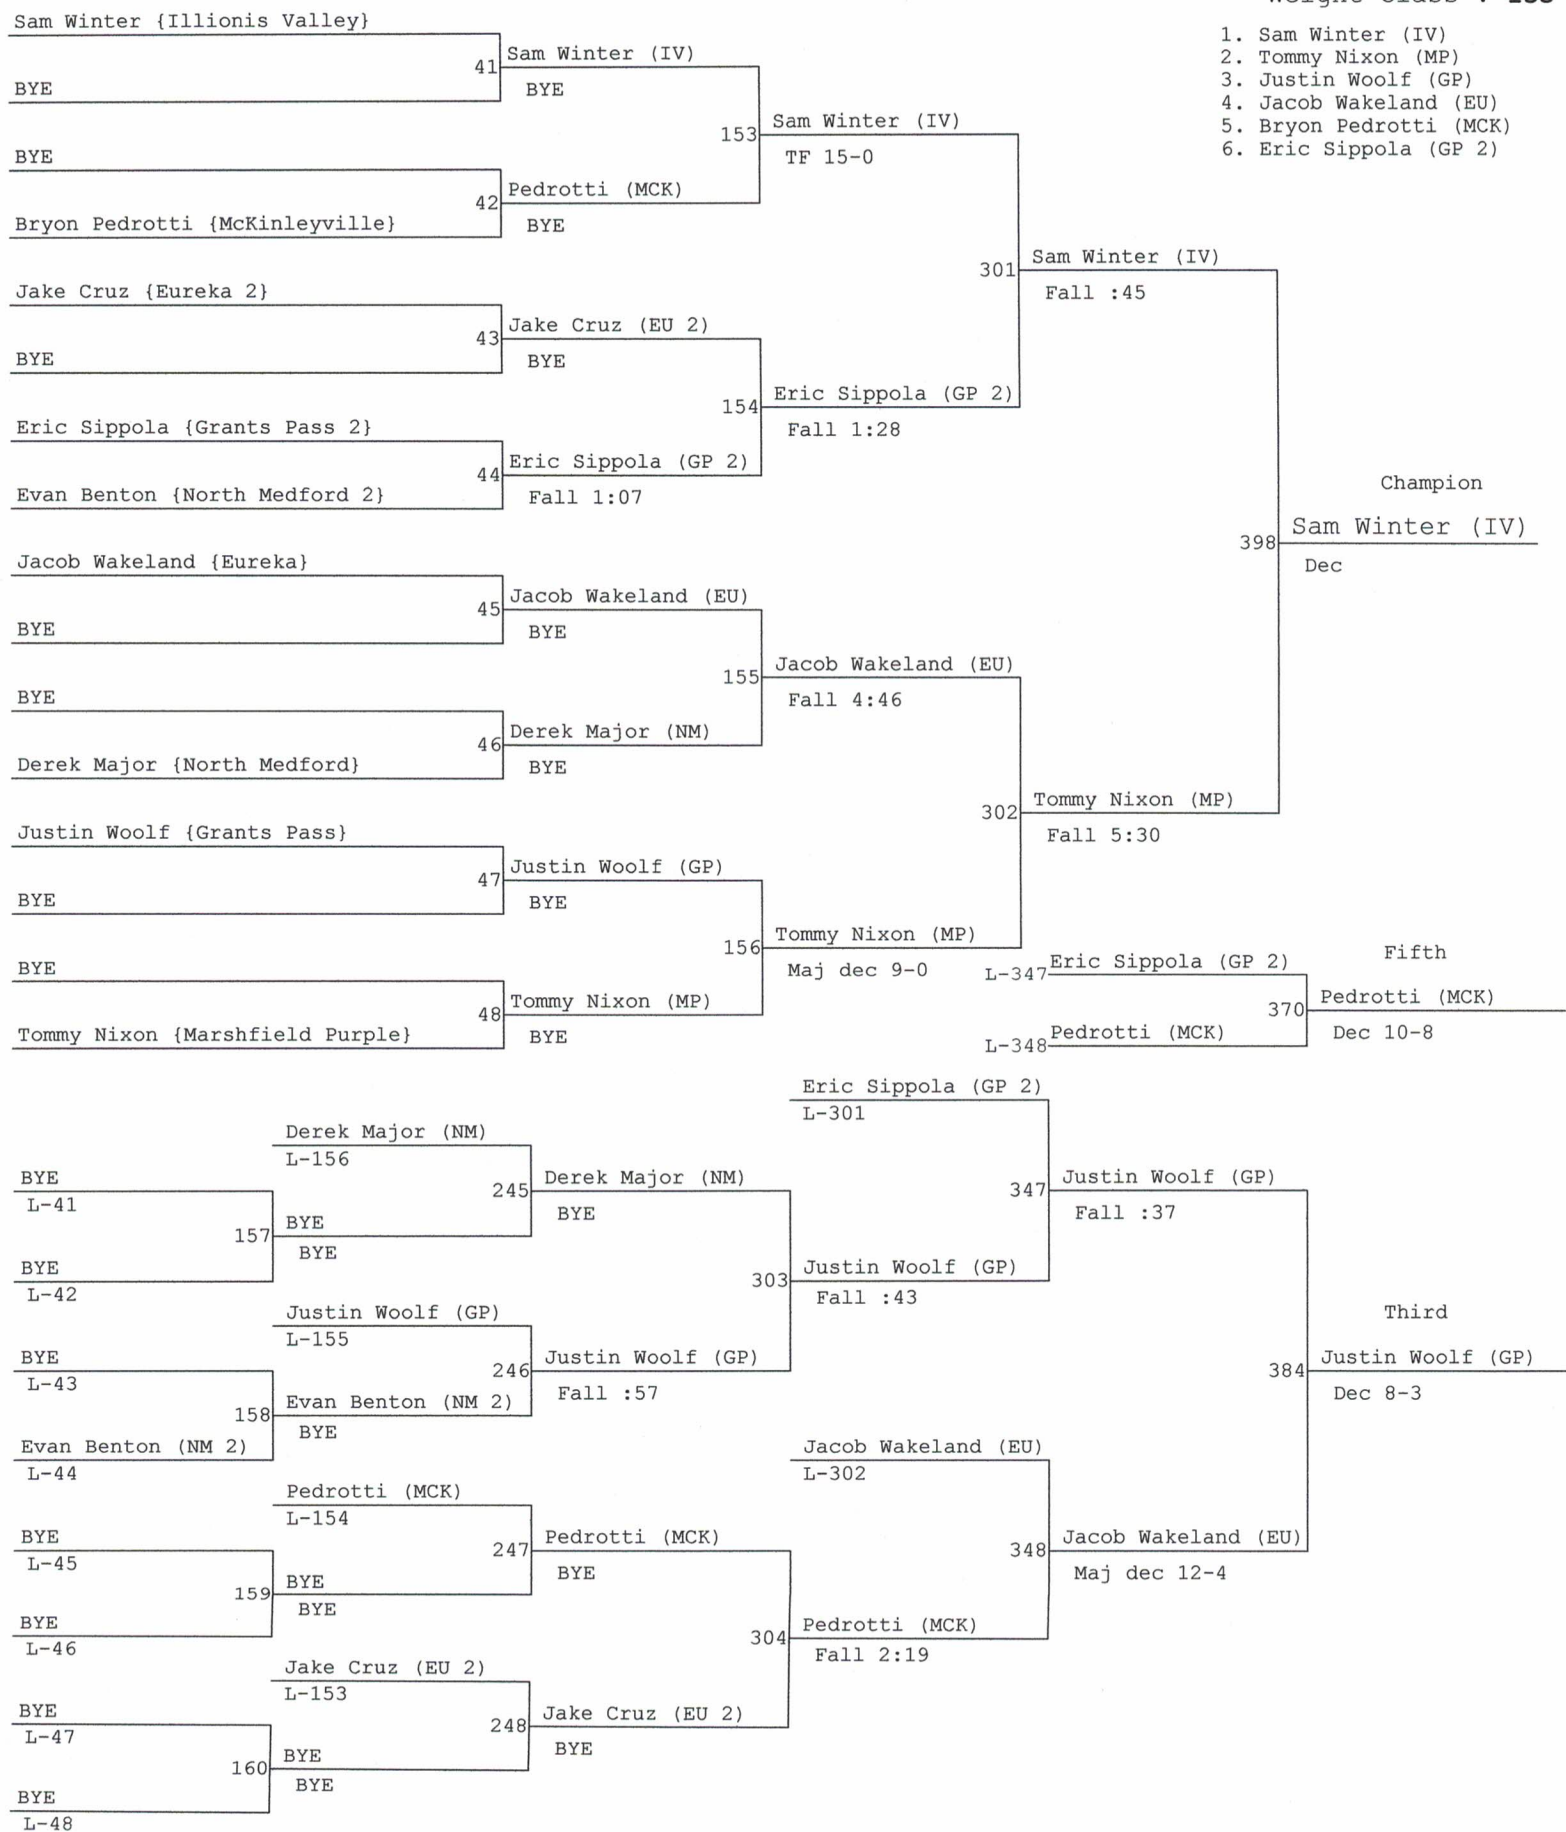 Sam Winter {Illionis Valley}
41
Sam Winter (IV)
BYE
BYE
153
Sam Winter (IV)
TF 15-0
BYE
42
Pedrotti (MCK)
BYE
Bryon Pedrotti {McKinleyville}
1. Sam Winter (IV)
2. Tommy Nixon (MP)
3. Justin Woolf (GP)
4. Jacob Wakeland (EU)
5. Bryon Pedrotti (MCK)
6. Eric Sippola (GP 2)
301
Sam Winter (IV)
Fall :45
Jake Cruz {Eureka 2}
43
Jake Cruz (EU 2)
BYE
BYE
154
Eric Sippola (GP 2)
Fall 1:28
Eric Sippola {Grants Pass 2}
44
Eric Sippola (GP 2)
Fall 1:07
Evan Benton {North Medford 2}
Champion
398
Sam Winter (IV)
Dec
Jacob Wakeland {Eureka}
45
Jacob Wakeland (EU)
BYE
BYE
155
Jacob Wakeland (EU)
Fall 4:46
BYE
46
Derek Major (NM)
BYE
Derek Major {North Medford}
302
Tommy Nixon (MP)
Fall 5:30
Justin Woolf {Grants Pass}
47
Justin Woolf (GP)
BYE
BYE
156
Tommy Nixon (MP)
Maj dec 9-0
BYE
48
Tommy Nixon (MP)
BYE
Tommy Nixon {Marshfield Purple}
Fifth
L-347
Eric Sippola (GP 2)
370
Pedrotti (MCK)
Dec 10-8
L-348
Pedrotti (MCK)
Eric Sippola (GP 2)
L-301
Derek Major (NM)
L-156
BYE
L-41
245
Derek Major (NM)
BYE
347
Justin Woolf (GP)
Fall :37
157
BYE
BYE
BYE
L-42
303
Justin Woolf (GP)
Fall :43
Justin Woolf (GP)
L-155
Third
BYE
L-43
246
Justin Woolf (GP)
Fall :57
384
Justin Woolf (GP)
Dec 8-3
158
Evan Benton (NM 2)
BYE
Evan Benton (NM 2)
L-44
Jacob Wakeland (EU)
L-302
Pedrotti (MCK)
L-154
BYE
L-45
247
Pedrotti (MCK)
BYE
348
Jacob Wakeland (EU)
Maj dec 12-4
159
BYE
BYE
BYE
L-46
304
Pedrotti (MCK)
Fall 2:19
Jake Cruz (EU 2)
L-153
BYE
L-47
248
Jake Cruz (EU 2)
BYE
160
BYE
BYE
BYE
L-48